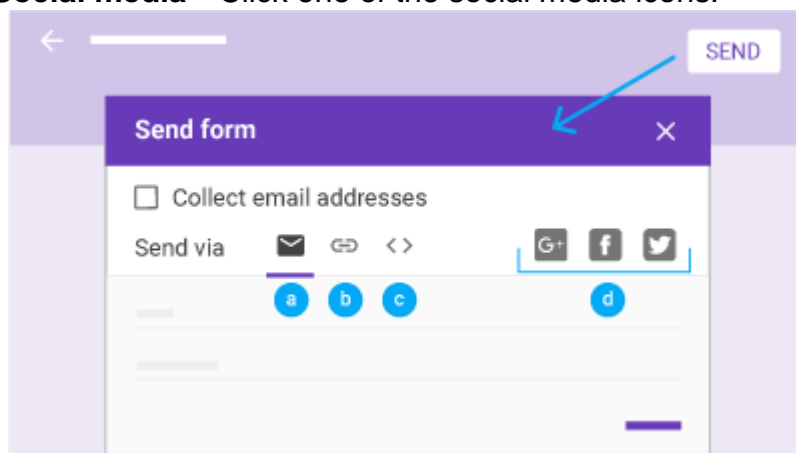 Social media – Click one of the social media icons.
SEND
Send form
Collect email addresses
Send via G+ f
a b c d